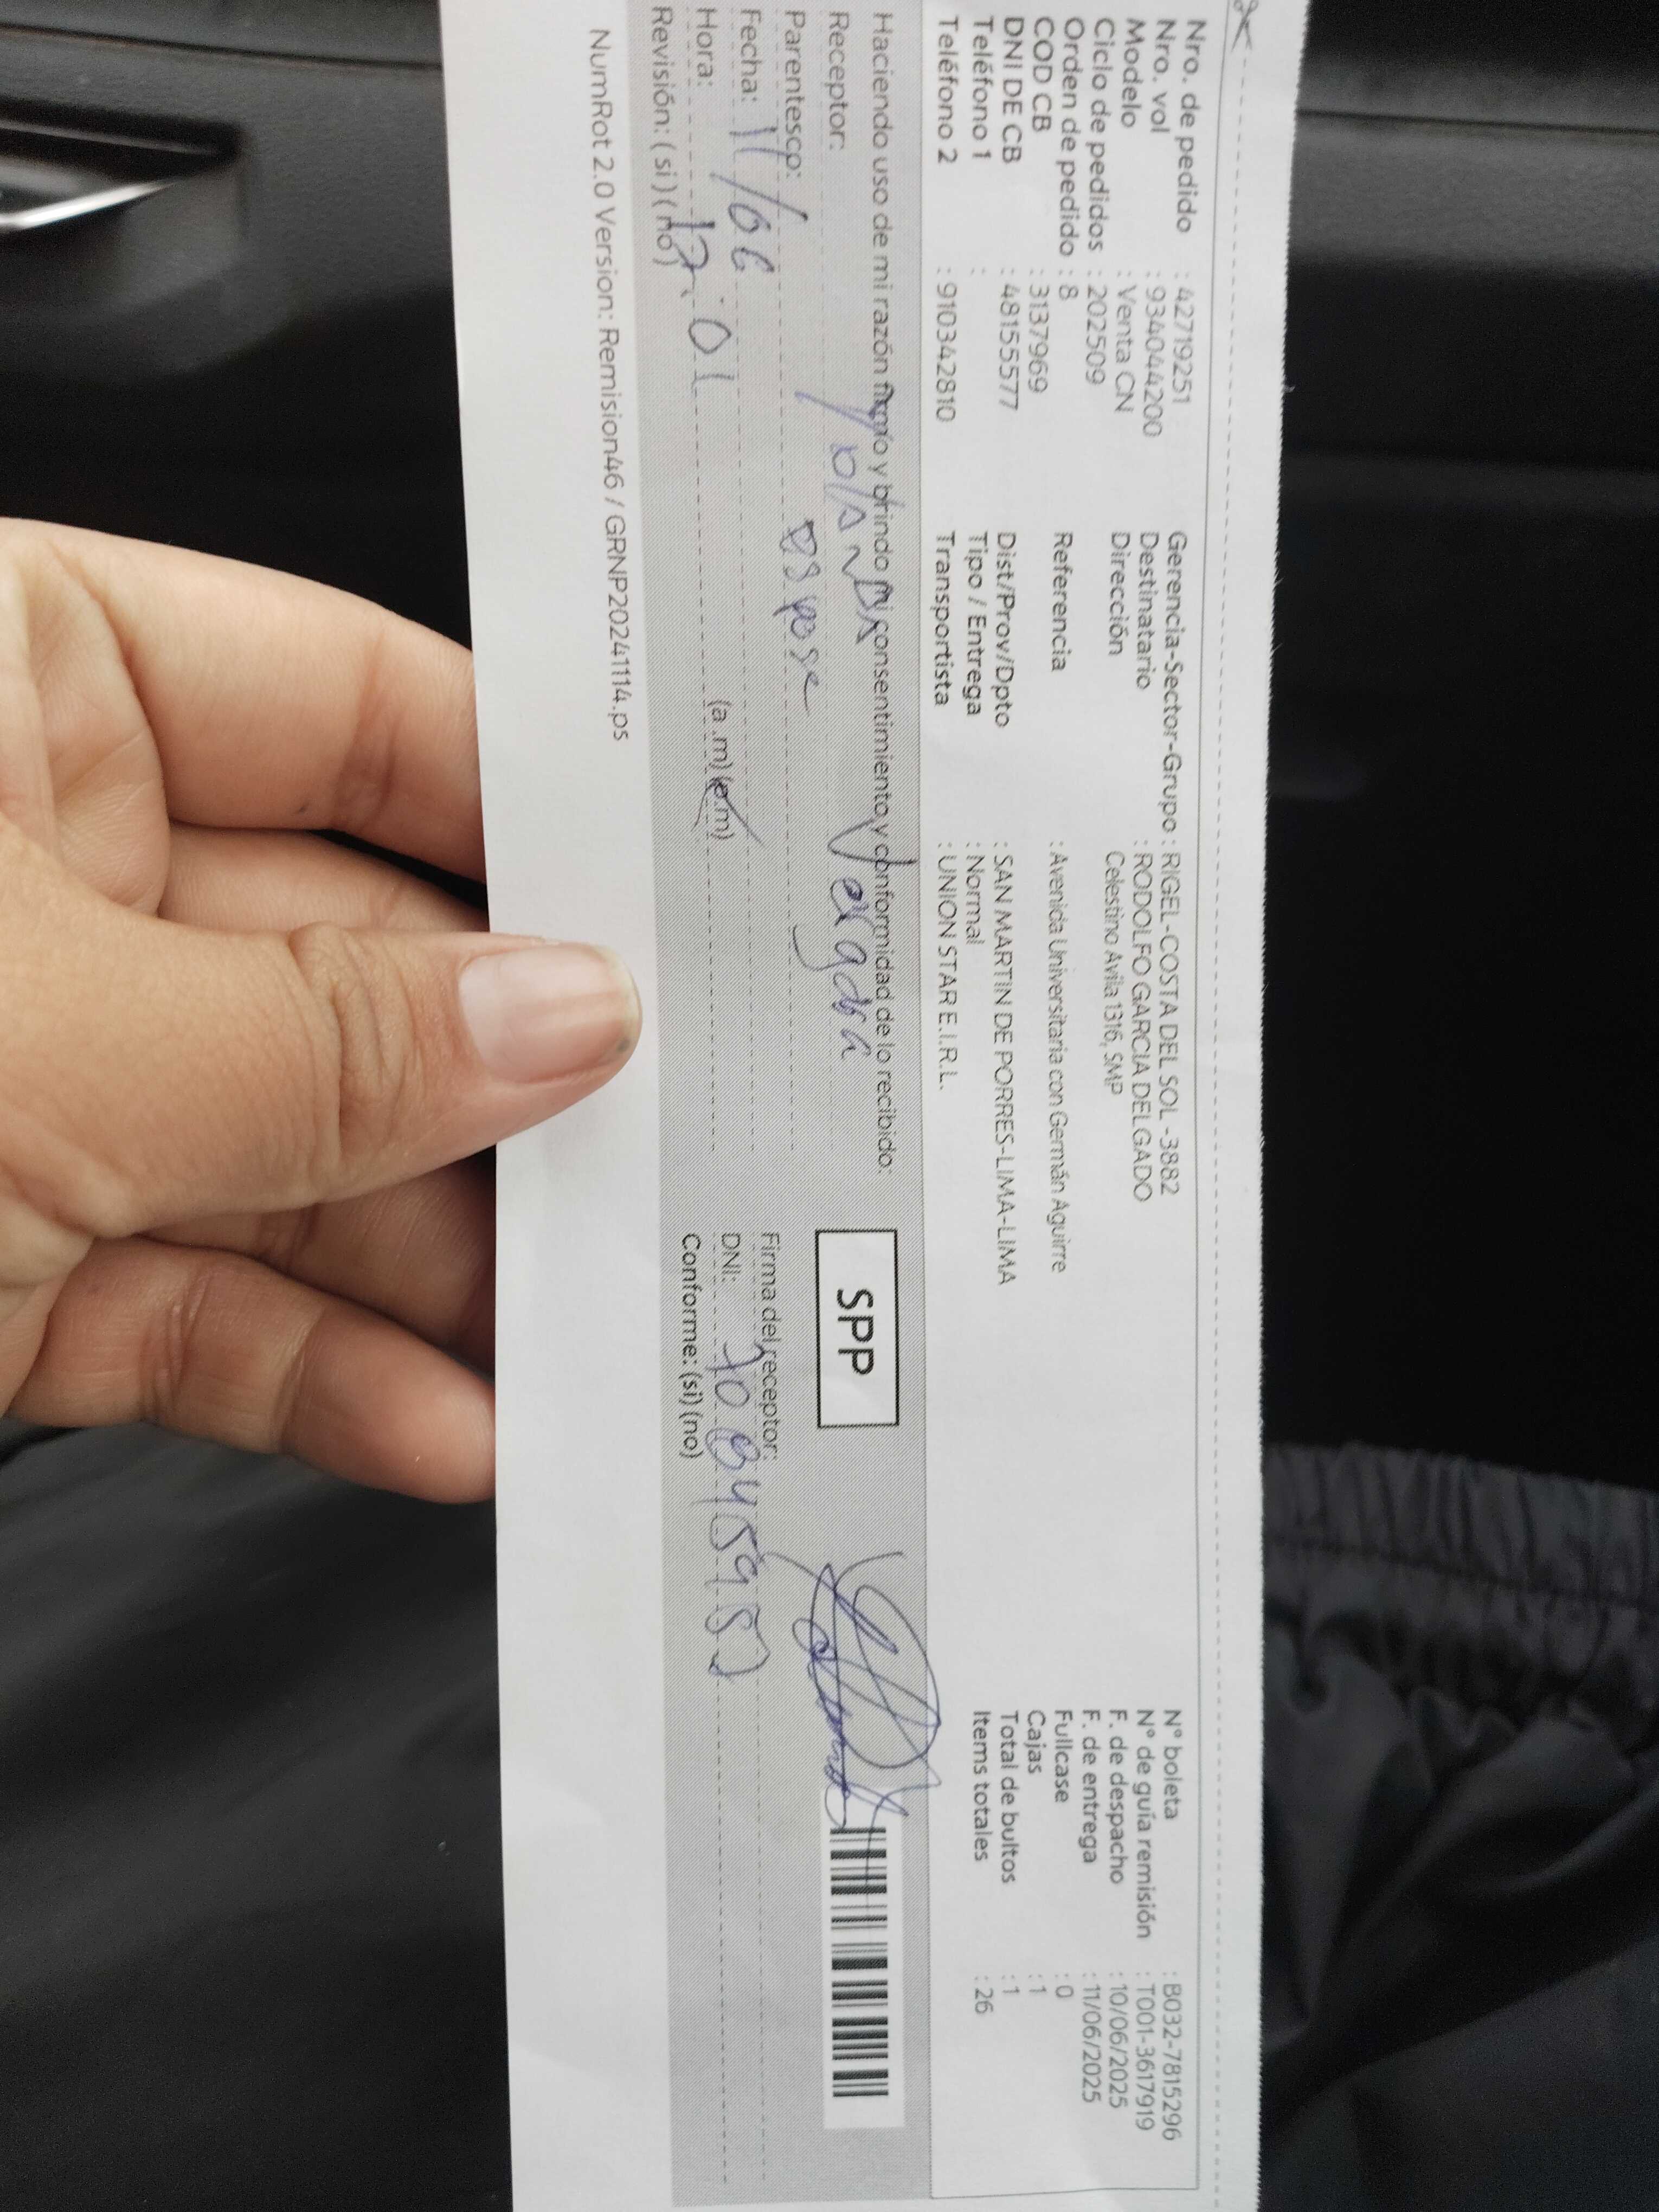 Nro. de pedido : 42719251
Nro. vol : 934044200
Modelo : Venta CN
Ciclo de pedidos : 202509
Orden de pedido : 8
COD CB : 3137969
DNI DE CB : 48155577
Teléfono 1 :
Teléfono 2 : 910342810
Gerencia-Sector-Grupo : RIGEL-COSTA DEL SOL -3882
Destinatario : RODOLFO GARCIA DELGADO
Dirección Celestino Avila 1316, SMP
Referencia : Avenida Universitaria con Germán Aguirre
Dist/Prov/Dpto : SAN MARTIN DE PORRES-LIMA-LIMA
Tipo / Entrega : Normal
Transportista : UNION STAR E.I.R.L.
N° boleta : B032-7815296
N° de guía remisión : T001-3617919
F. de despacho : 10/06/2025
F. de entrega : 11/06/2025
Fullcase : 0
Cajas : 1
Total de bultos : 1
Items totales : 26
Haciendo uso de mi razón firmo y brindo mi consentimiento y conformidad de lo recibido:
Receptor: Yolanda Vergara
Parentesco: esposa
Fecha: 11/06
Hora: (a .m) (p.m)
Revisión: ( si ) ( no )
SPP
Firma del receptor:
DNI:
Conforme: (si) (no)
NumRot 2.0 Version: Remision46 / GRNP20241114.ps